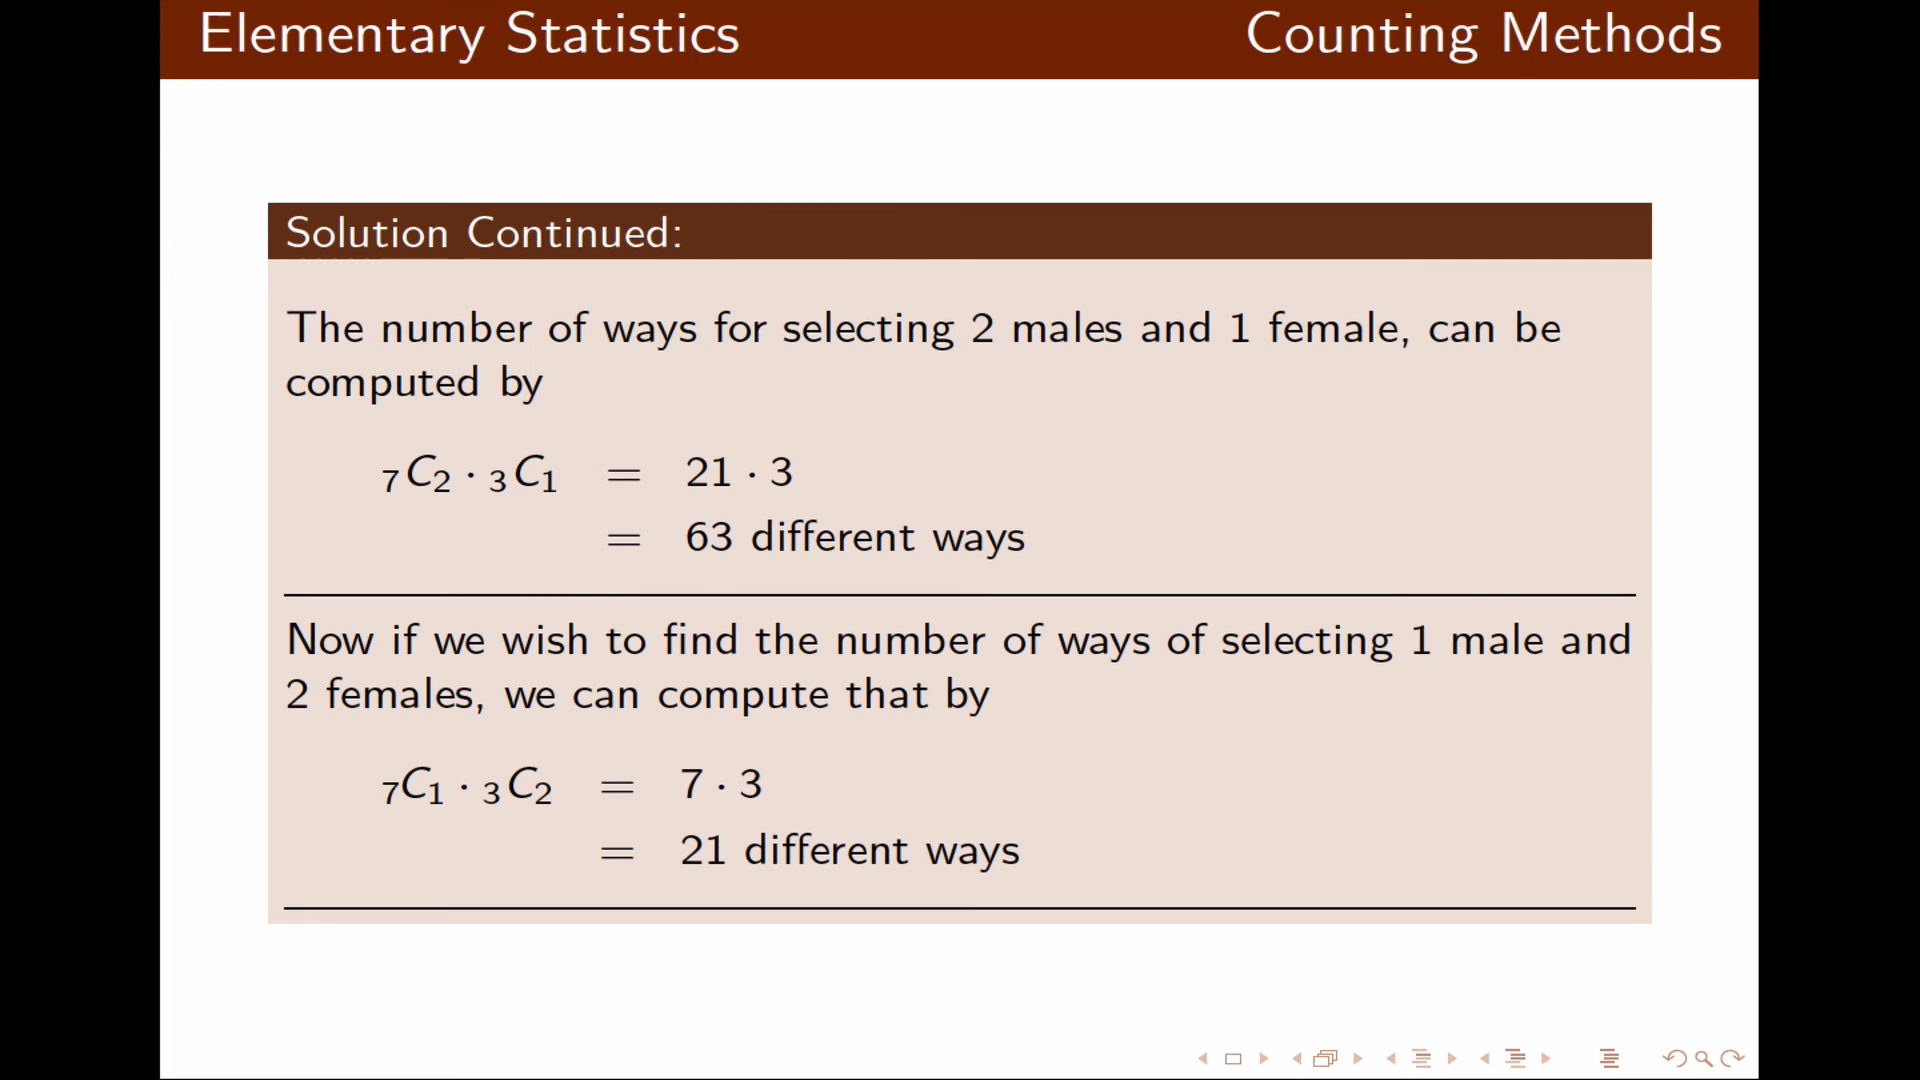 Elementary Statistics Counting Methods
Solution Continued:
The number of ways for selecting 2 males and 1 female, can be
computed by
₇C₂ · ₃C₁ = 21 · 3
= 63 different ways
Now if we wish to find the number of ways of selecting 1 male and
2 females, we can compute that by
₇C₁ · ₃C₂ = 7 · 3
= 21 different ways